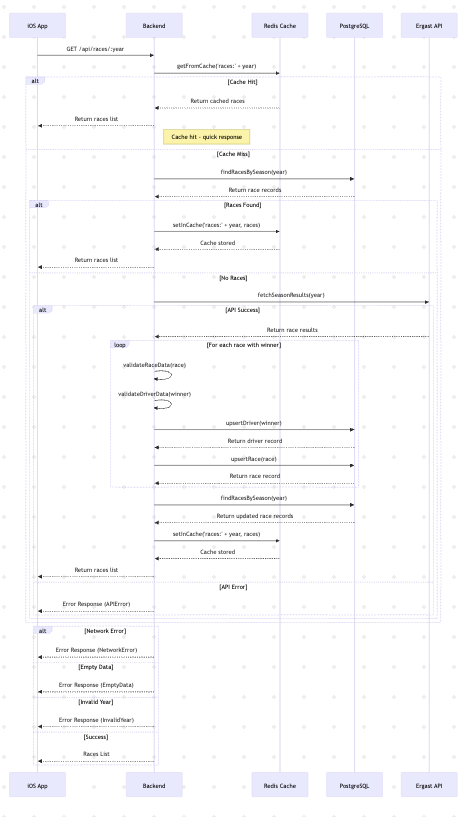 iOS App Backend Redis Cache PostgreSQL Ergast API
GET /api/races/:year
getFromCache('races:' + year)
alt [Cache Hit]
Return cached races
Return races list
Cache hit - quick response
[Cache Miss]
findRacesBySeason(year)
Return race records
alt [Races Found]
setInCache('races:' + year, races)
Cache stored
Return races list
[No Races]
fetchSeasonResults(year)
alt [API Success]
Return race results
loop [For each race with winner]
validateRaceData(race)
validateDriverData(winner)
upsertDriver(winner)
Return driver record
upsertRace(race)
Return race record
findRacesBySeason(year)
Return updated race records
setInCache('races:' + year, races)
Cache stored
Return races list
[API Error]
Error Response (APIError)
alt [Network Error]
Error Response (NetworkError)
[Empty Data]
Error Response (EmptyData)
[Invalid Year]
Error Response (InvalidYear)
[Success]
Races List
iOS App Backend Redis Cache PostgreSQL Ergast API